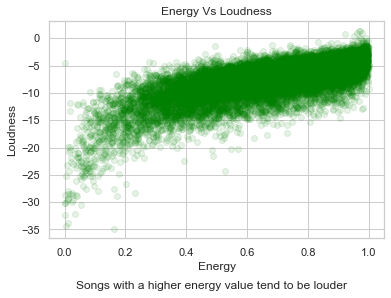 Energy Vs Loudness
Loudness
0
−5
−10
−15
−20
−25
−30
−35
0.0 0.2 0.4 0.6 0.8 1.0
Energy
Songs with a higher energy value tend to be louder